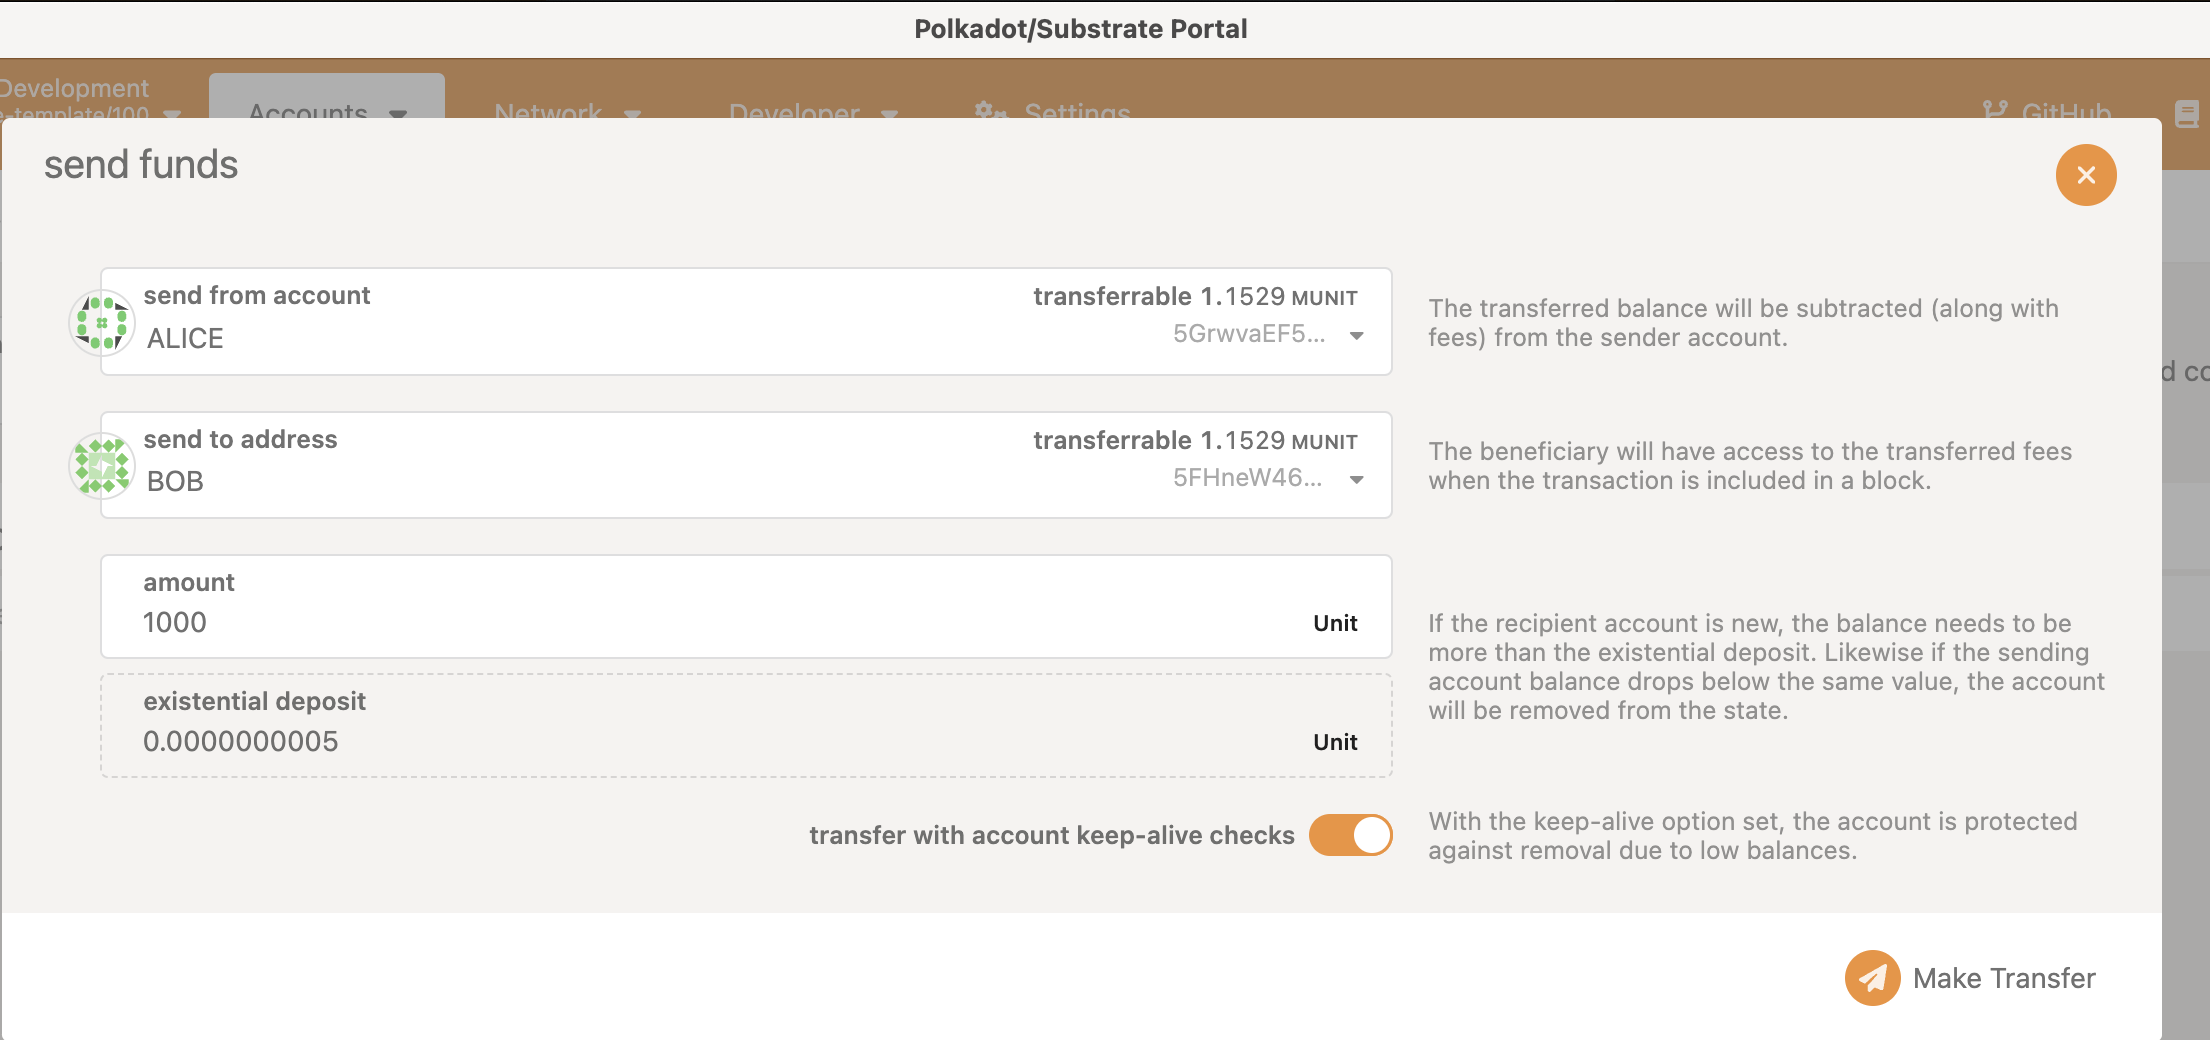 Polkadot/Substrate Portal
Development
-template/100
Accounts
Network
Developer
Settings
GitHub
send funds
send from account
transferrable 1.1529 MUNIT
ALICE
5GrwvaEF5...
The transferred balance will be subtracted (along with
fees) from the sender account.
send to address
transferrable 1.1529 MUNIT
BOB
5FHneW46...
The beneficiary will have access to the transferred fees
when the transaction is included in a block.
amount
1000
Unit
If the recipient account is new, the balance needs to be
more than the existential deposit. Likewise if the sending
account balance drops below the same value, the account
will be removed from the state.
existential deposit
0.0000000005
Unit
transfer with account keep-alive checks
With the keep-alive option set, the account is protected
against removal due to low balances.
Make Transfer